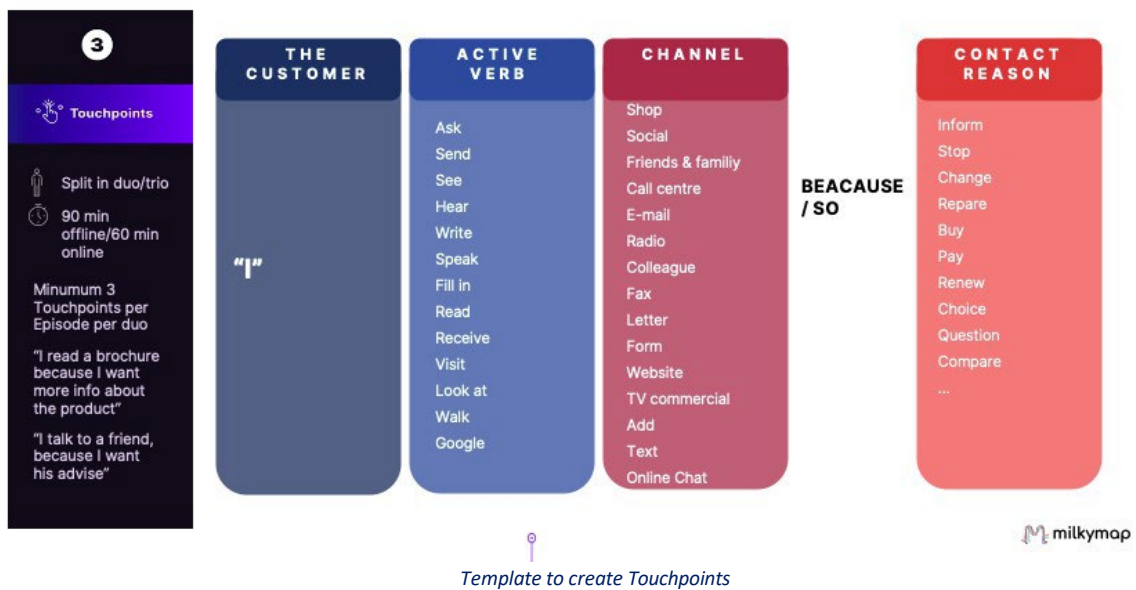 3
Touchpoints
Split in duo/trio
90 min
offline/60 min
online
Minumum 3
Touchpoints per
Episode per duo
"I read a brochure
because I want
more info about
the product"
"I talk to a friend,
because I want
his advise"
THE
CUSTOMER
"I"
ACTIVE
VERB
Ask
Send
See
Hear
Write
Speak
Fill in
Read
Receive
Visit
Look at
Walk
Google
CHANNEL
Shop
Social
Friends & familiy
Call centre
E-mail
Radio
Colleague
Fax
Letter
Form
Website
TV commercial
Add
Text
Online Chat
BEACAUSE
/ SO
CONTACT
REASON
Inform
Stop
Change
Repare
Buy
Pay
Renew
Choice
Question
Compare
...
milkymap
Template to create Touchpoints